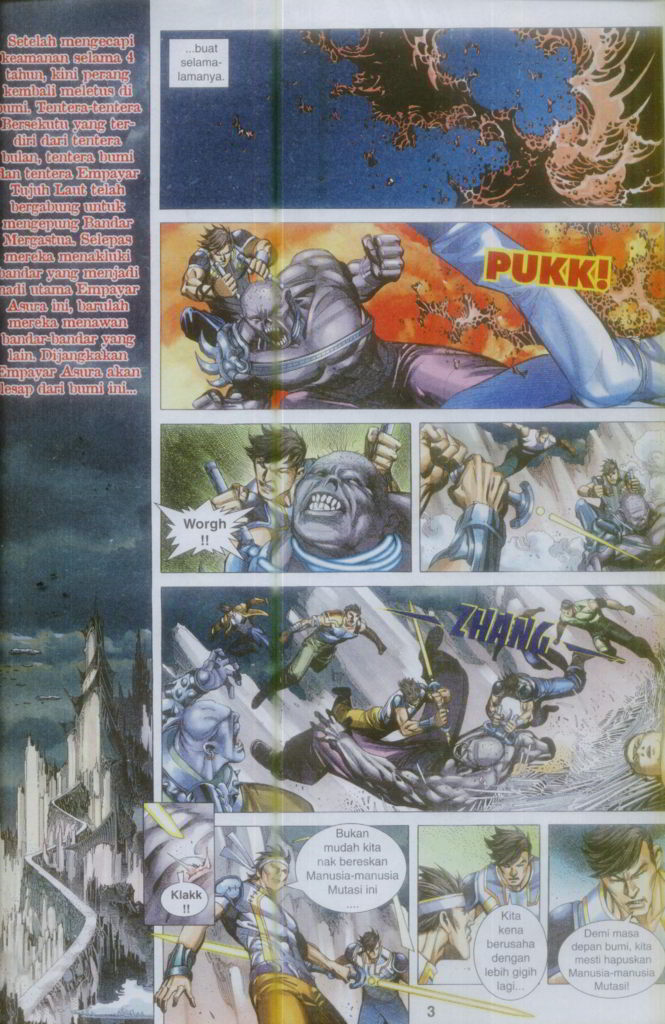 Setelah mengecapi
keamanan selama 4
tahun, kini perang
kembali meletus di
bumi. Tentera-tentera
Bersekutu yang ter-
diri dari tentera
bulan, tentera bumi
dan tentera Empayar
Tujuh Laut telah
bergabung untuk
mengepung Bandar
Mergastua. Selepas
mereka menakluki
bandar yang menjadi
nadi utama Empayar
Asura ini, barulah
mereka menawan
bandar-bandar yang
lain. Dijangkakan
Empayar Asura akan
lesap dari bumi ini...
...buat
selama-
lamanya.
PUKK!
Worgh
!!
ZHANG
Klakk
!!
Bukan
mudah kita
nak bereskan
Manusia-manusia
Mutasi ini
....
Kita
kena
berusaha
dengan
lebih gigih
lagi...
Demi masa
depan bumi, kita
mesti hapuskan
Manusia-manusia
Mutasi!
3